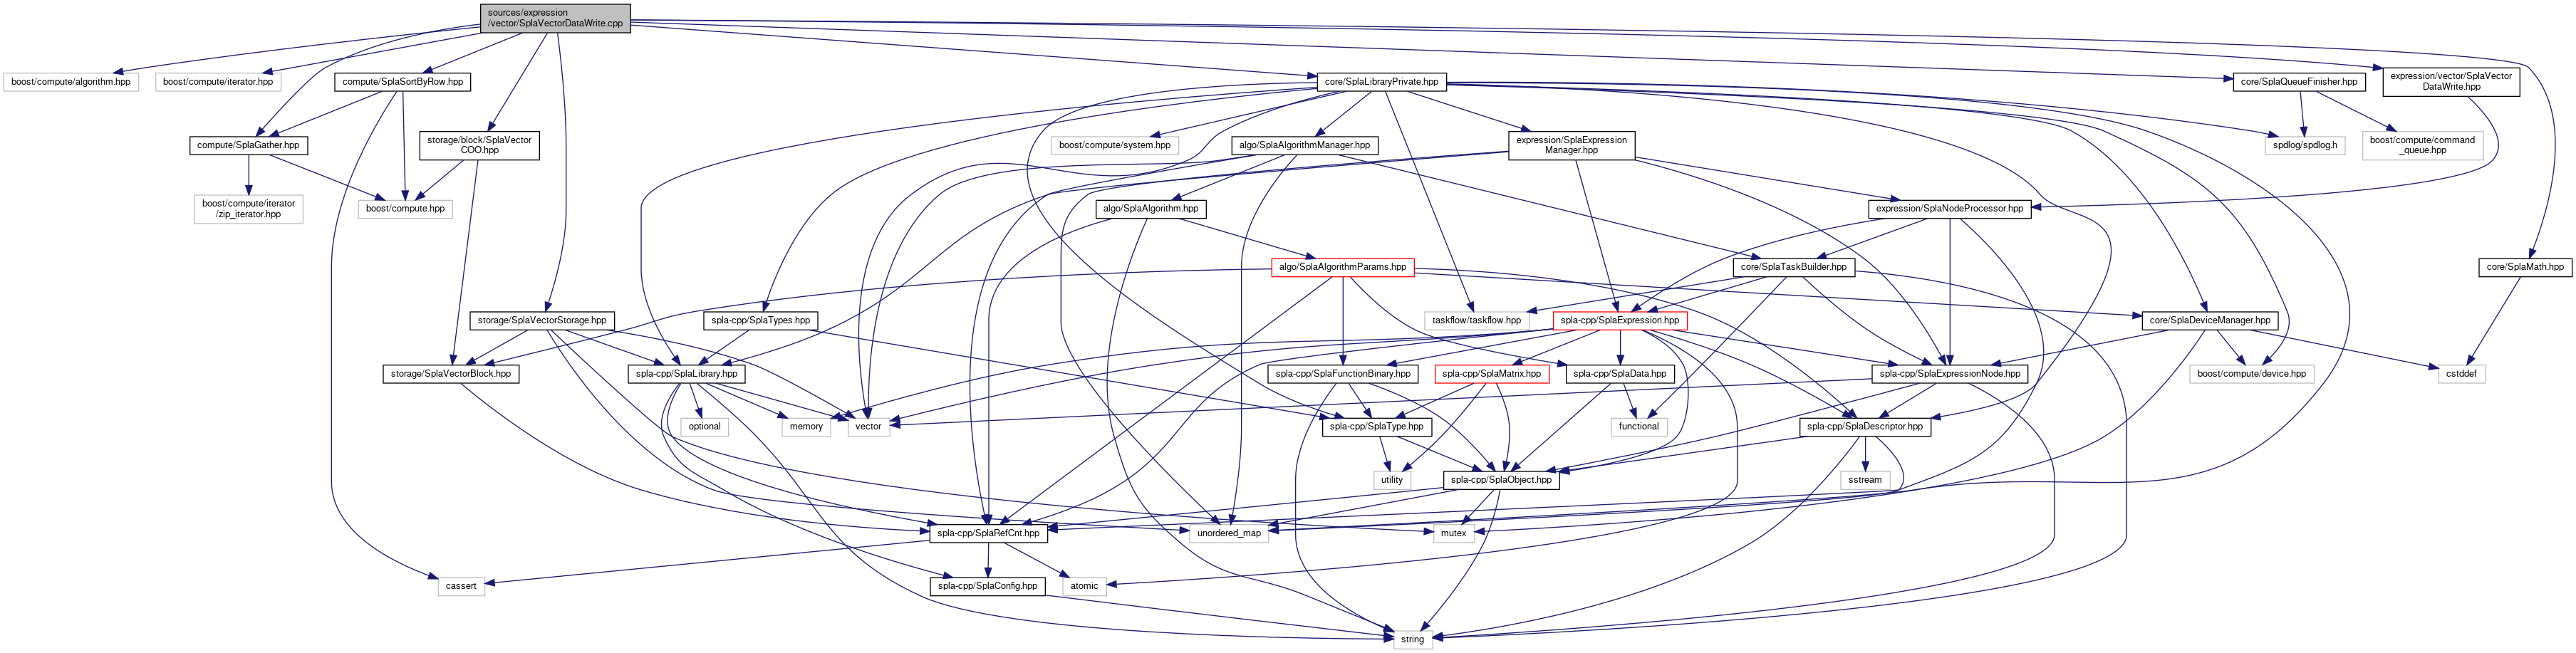 sources/expression
/vector/SplaVectorDataWrite.cpp
boost/compute/algorithm.hpp
boost/compute/iterator.hpp
compute/SplaSortByRow.hpp
core/SplaLibraryPrivate.hpp
core/SplaQueueFinisher.hpp
expression/vector/SplaVector
DataWrite.hpp
compute/SplaGather.hpp
storage/block/SplaVector
COO.hpp
boost/compute/system.hpp
algo/SplaAlgorithmManager.hpp
expression/SplaExpression
Manager.hpp
spdlog/spdlog.h
boost/compute/command
_queue.hpp
boost/compute/iterator
/zip_iterator.hpp
boost/compute.hpp
algo/SplaAlgorithm.hpp
expression/SplaNodeProcessor.hpp
algo/SplaAlgorithmParams.hpp
core/SplaTaskBuilder.hpp
core/SplaMath.hpp
storage/SplaVectorStorage.hpp
spla-cpp/SplaTypes.hpp
taskflow/taskflow.hpp
spla-cpp/SplaExpression.hpp
core/SplaDeviceManager.hpp
storage/SplaVectorBlock.hpp
spla-cpp/SplaLibrary.hpp
spla-cpp/SplaFunctionBinary.hpp
spla-cpp/SplaMatrix.hpp
spla-cpp/SplaData.hpp
spla-cpp/SplaExpressionNode.hpp
boost/compute/device.hpp
cstddef
optional
memory
vector
spla-cpp/SplaType.hpp
functional
spla-cpp/SplaDescriptor.hpp
utility
spla-cpp/SplaObject.hpp
sstream
spla-cpp/SplaRefCnt.hpp
unordered_map
mutex
cassert
spla-cpp/SplaConfig.hpp
atomic
string